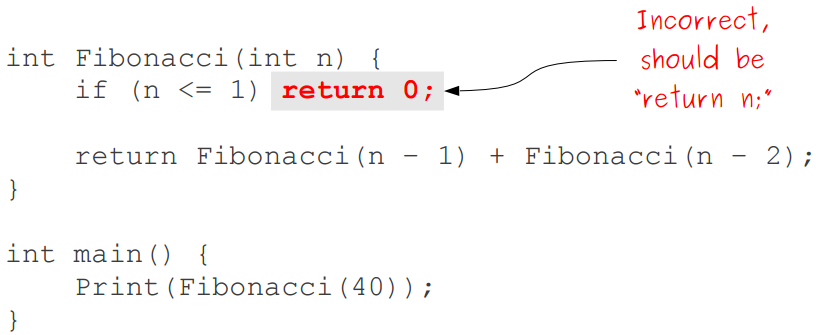 int Fibonacci(int n) {
if (n <= 1) return 0;
Incorrect,
should be
"return n;"
return Fibonacci(n - 1) + Fibonacci(n - 2);
}
int main() {
Print(Fibonacci(40));
}